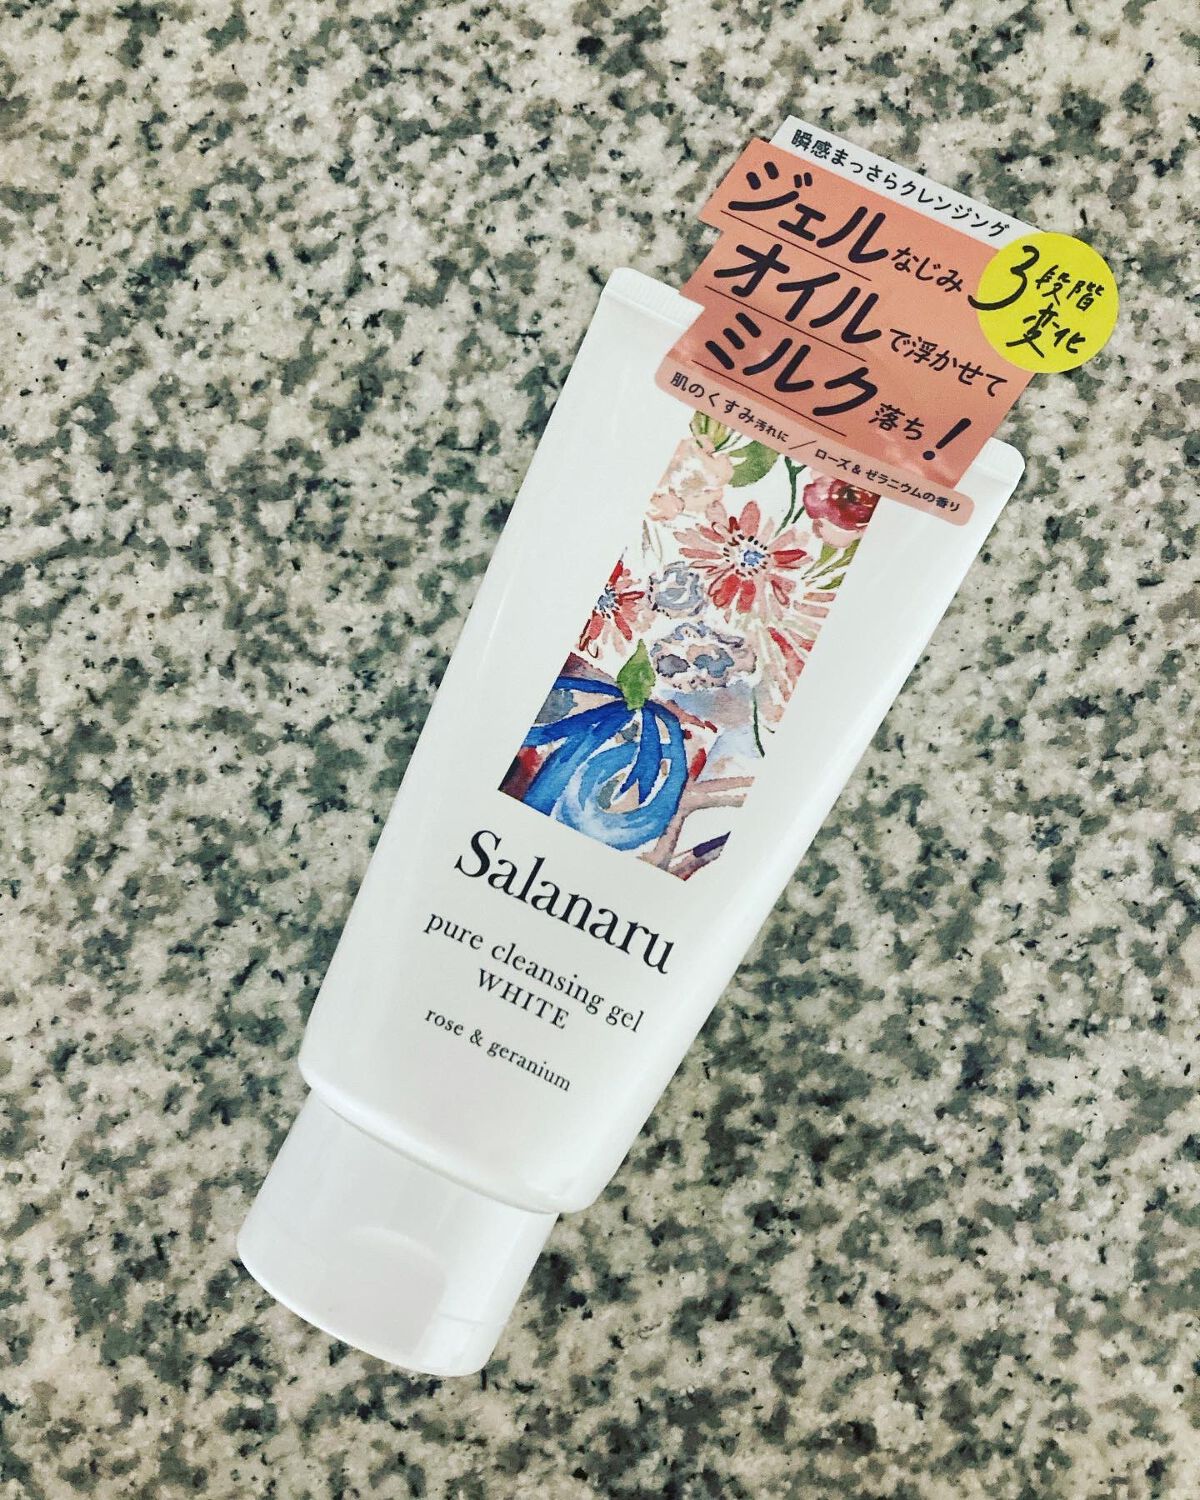 瞬感まっさらクレンジング
ジェルなじみ
オイルで浮かせて
ミルク落ち!
3段階
変化
肌のくすみ汚れに / ローズ&ゼラニウムの香り
Salanaru
pure cleansing gel
WHITE
rose & geranium